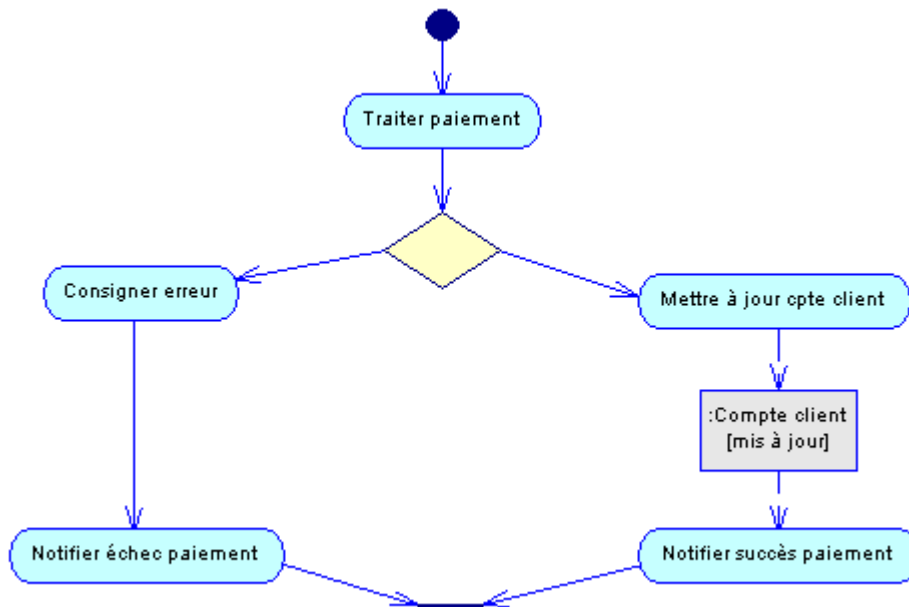 Traiter paiement
Consigner erreur
Mettre à jour cpte client
:Compte client
[mis à jour]
Notifier échec paiement
Notifier succès paiement